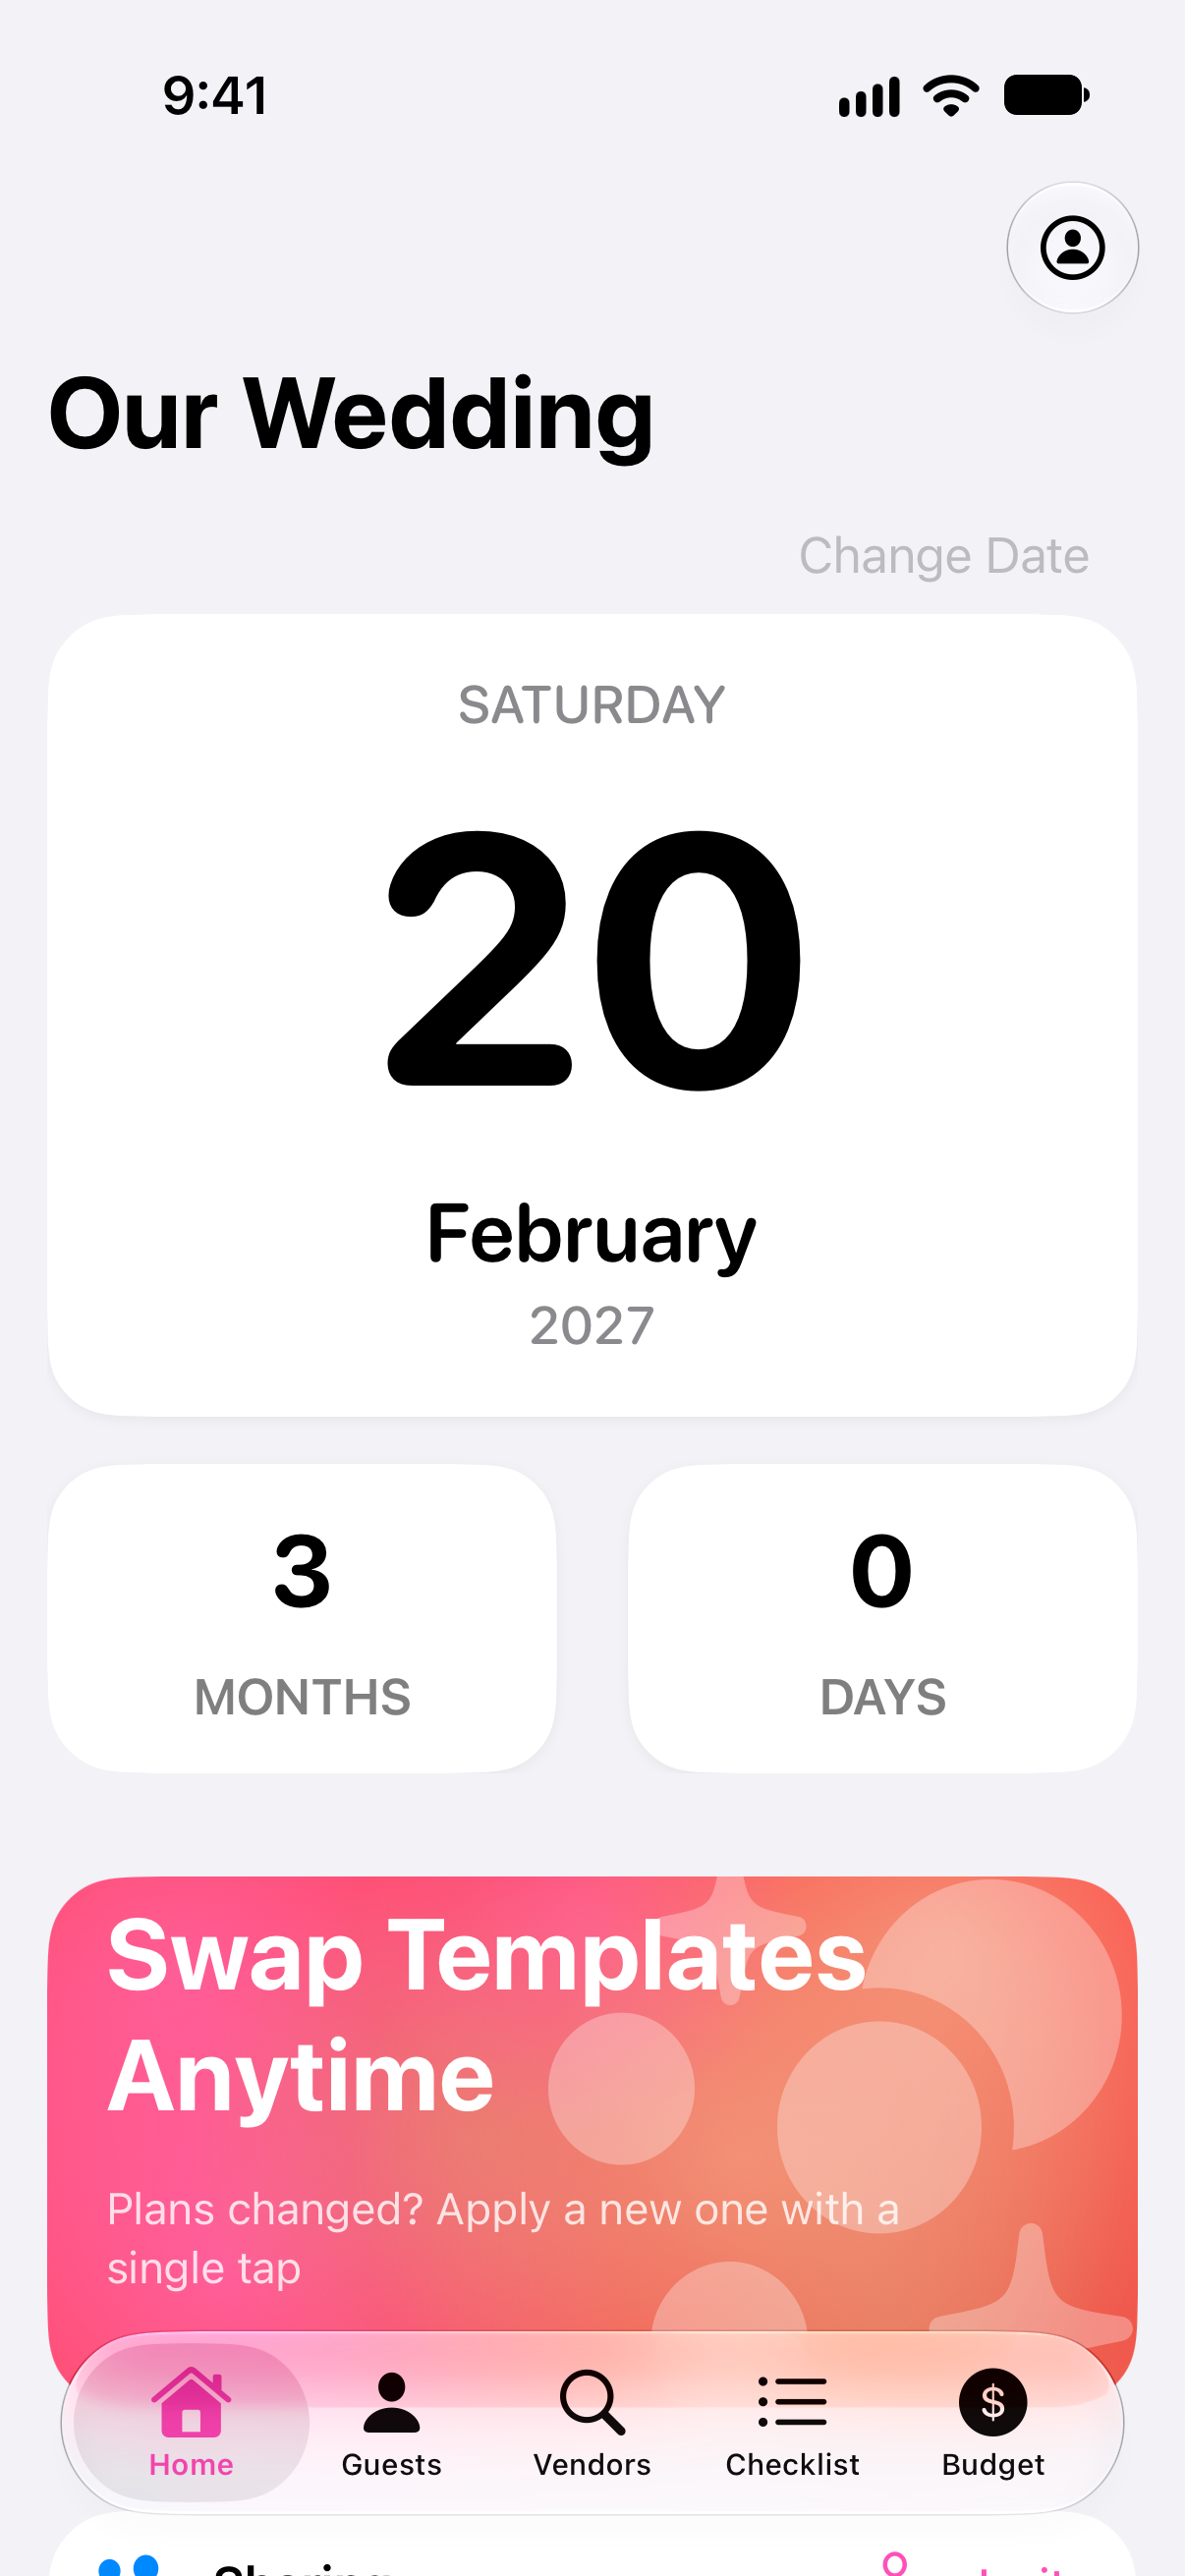 9:41
Our Wedding
Change Date
SATURDAY
20
February
2027
3
MONTHS
0
DAYS
Swap Templates
Anytime
Plans changed? Apply a new one with a
single tap
Home
Guests
Vendors
Checklist
$
Budget